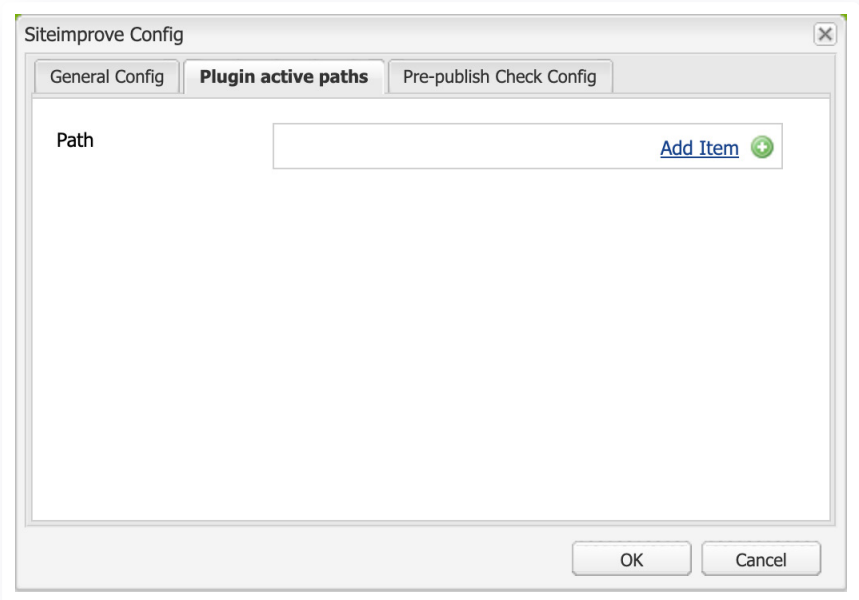 Siteimprove Config
General Config Plugin active paths Pre-publish Check Config
Path Add Item
OK Cancel